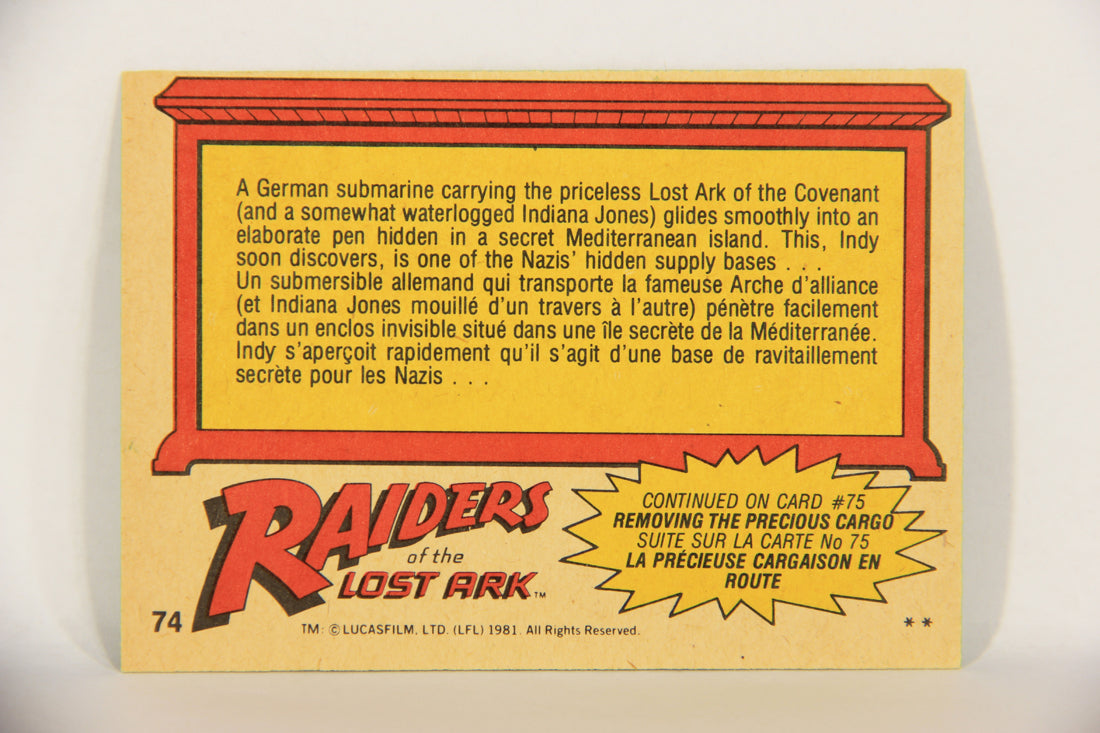 A German submarine carrying the priceless Lost Ark of the Covenant
(and a somewhat waterlogged Indiana Jones) glides smoothly into an
elaborate pen hidden in a secret Mediterranean island. This, Indy
soon discovers, is one of the Nazis' hidden supply bases . . .
Un submersible allemand qui transporte la fameuse Arche d'alliance
(et Indiana Jones mouillé d'un travers à l'autre) pénètre facilement
dans un enclos invisible situé dans une île secrète de la Méditerranée.
Indy s'aperçoit rapidement qu'il s'agit d'une base de ravitaillement
secrète pour les Nazis . . .
RAIDERS
of the
LOST ARK™
CONTINUED ON CARD #75
REMOVING THE PRECIOUS CARGO
SUITE SUR LA CARTE No 75
LA PRÉCIEUSE CARGAISON EN
ROUTE
74
TM: © LUCASFILM, LTD. (LFL) 1981. All Rights Reserved.
**